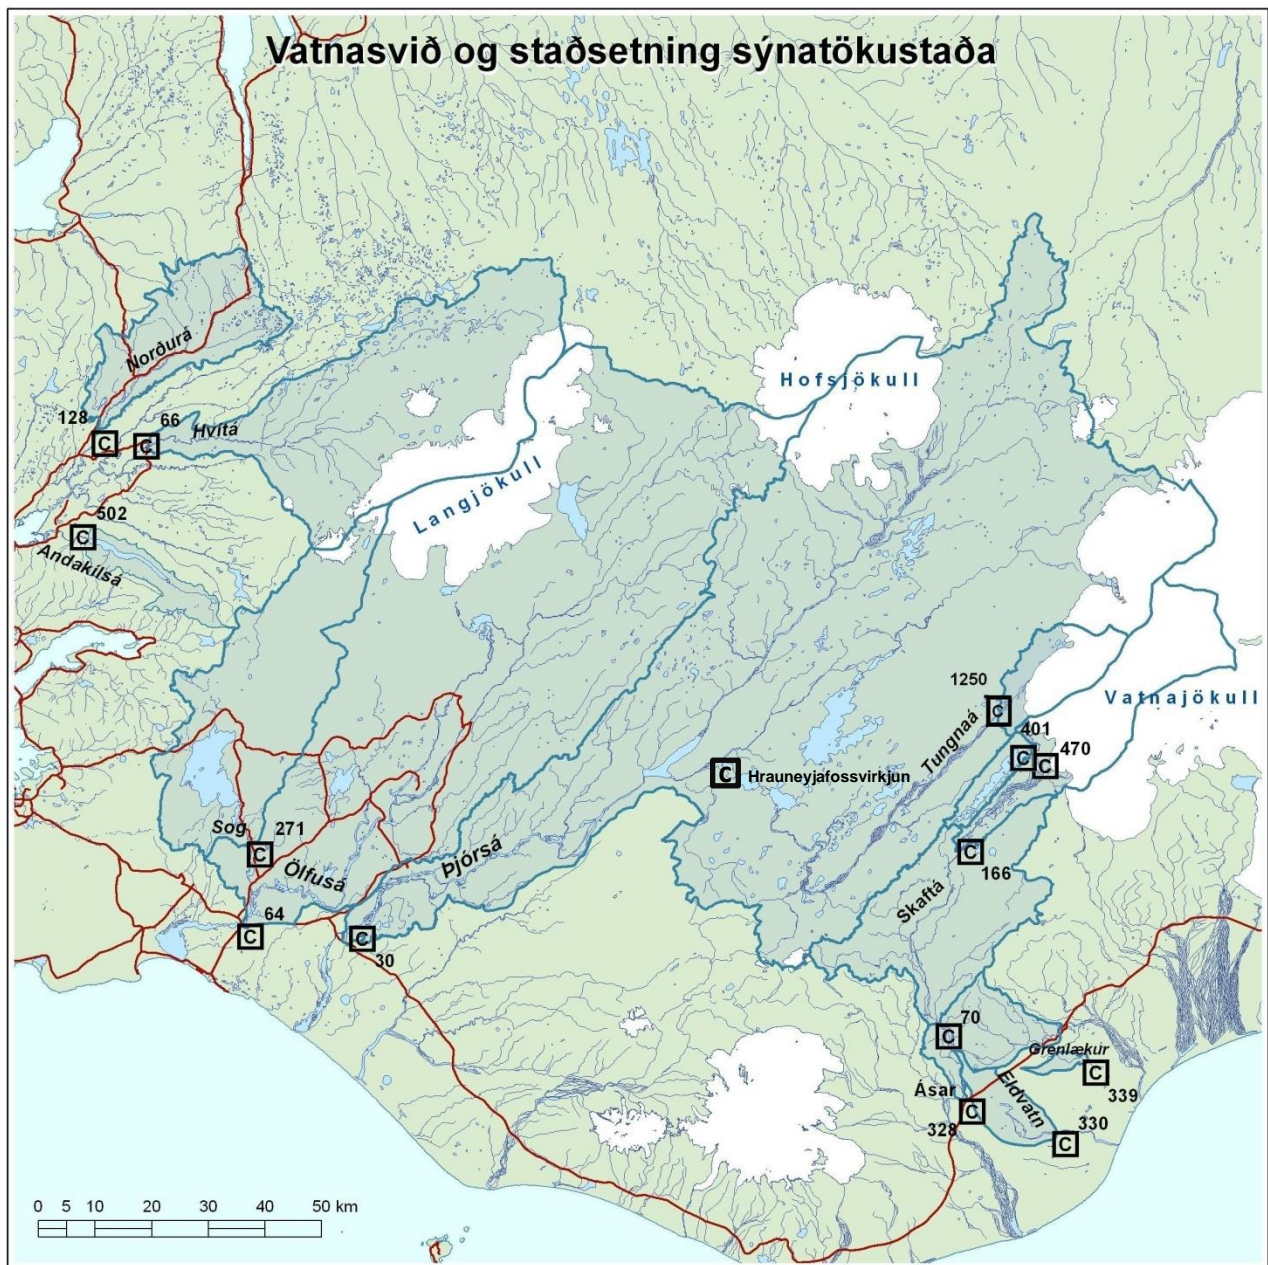 Vatnasvið og staðsetning sýnatökustaða
Norðurá
Hofsjökull
128
66
Hvítá
C
C
Langjökull
502
C
Andakílsá
1250
C
Vatnajökull
Tungnaá
401
C
470
C
C
Hrauneyjafossvirkjun
Sog
271
C
Ölfusá
Þjórsá
C
166
Skaftá
64
C
C
30
70
C
Grenlækur
C
339
Eldvatn
Ásar
C
328
330
C
0 5 10 20 30 40 50 km